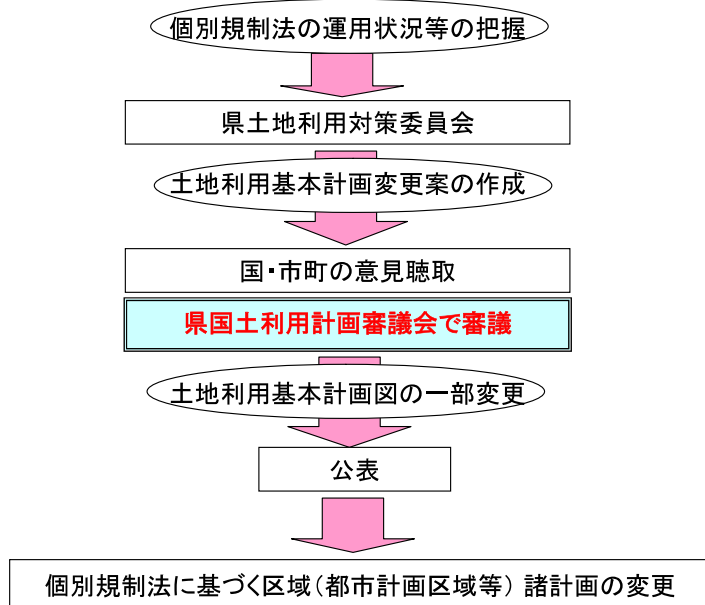 個別規制法の運用状況等の把握
県土地利用対策委員会
土地利用基本計画変更案の作成
国・市町の意見聴取
県国土利用計画審議会で審議
土地利用基本計画図の一部変更
公表
個別規制法に基づく区域(都市計画区域等) 諸計画の変更